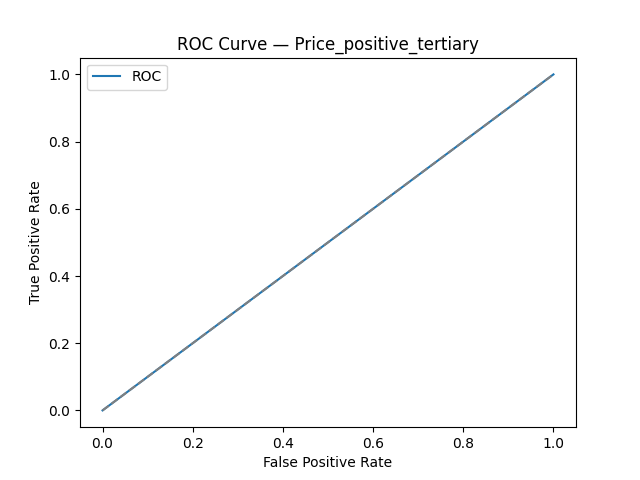 ROC Curve — Price_positive_tertiary
ROC
True Positive Rate
1.0
0.8
0.6
0.4
0.2
0.0
0.0 0.2 0.4 0.6 0.8 1.0
False Positive Rate